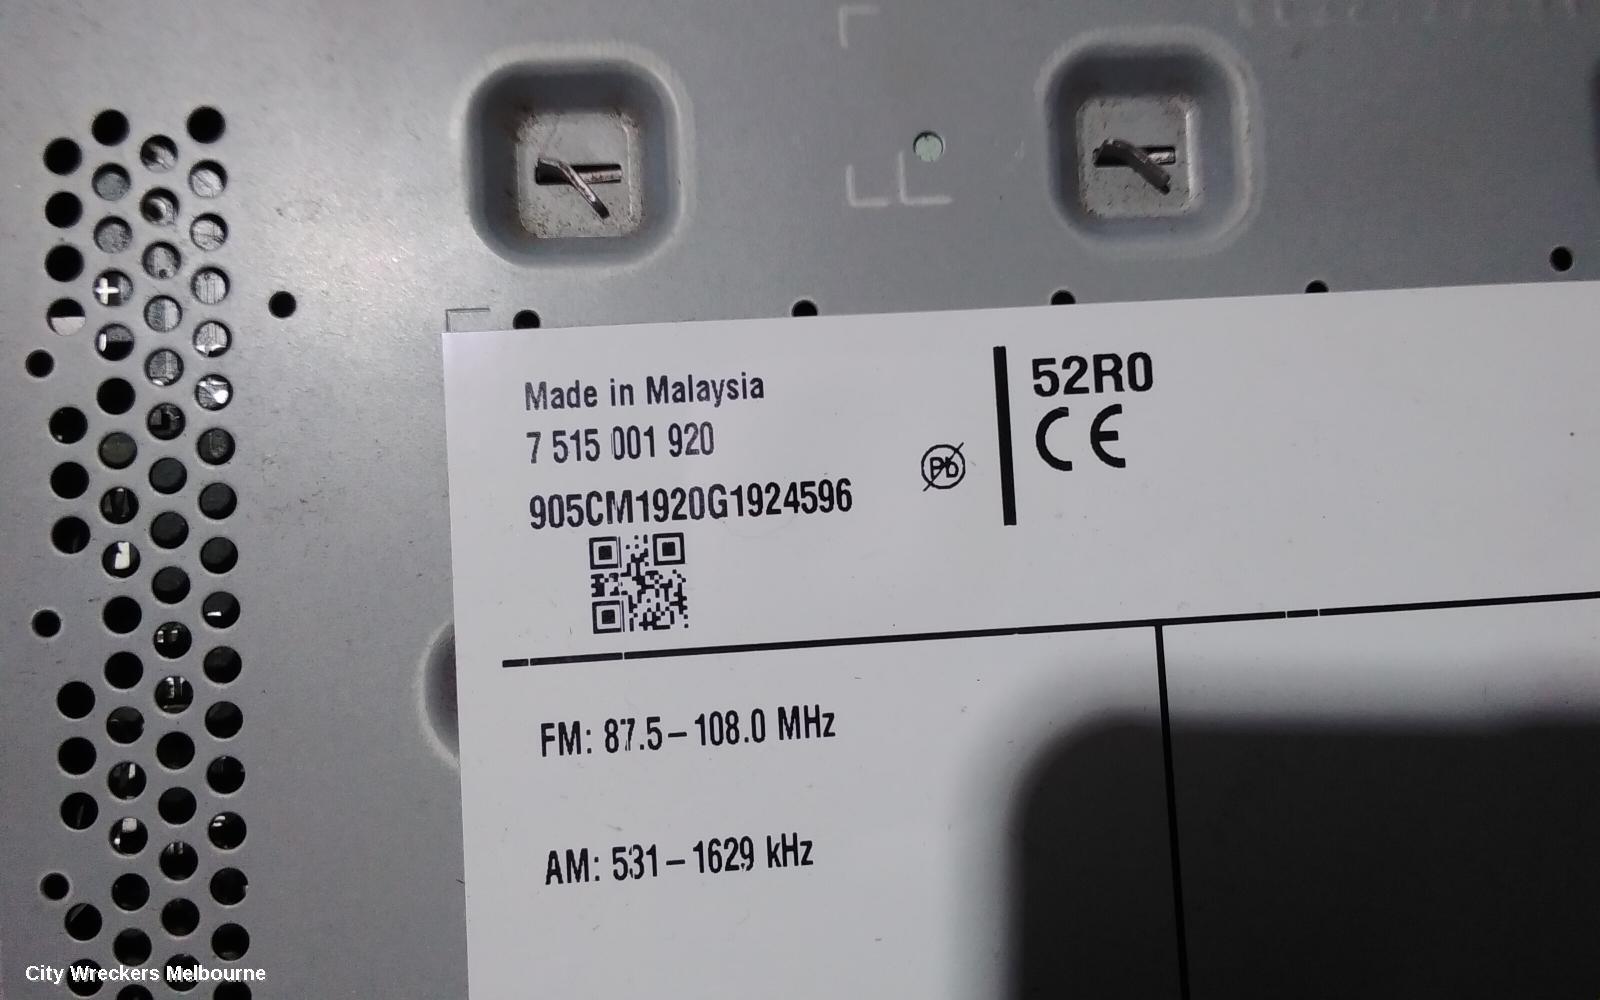 Made in Malaysia
7 515 001 920
905CM1920G1924596
Pb
52R0
CE
FM: 87.5–108.0 MHz
AM: 531–1629 kHz
City Wreckers Melbourne